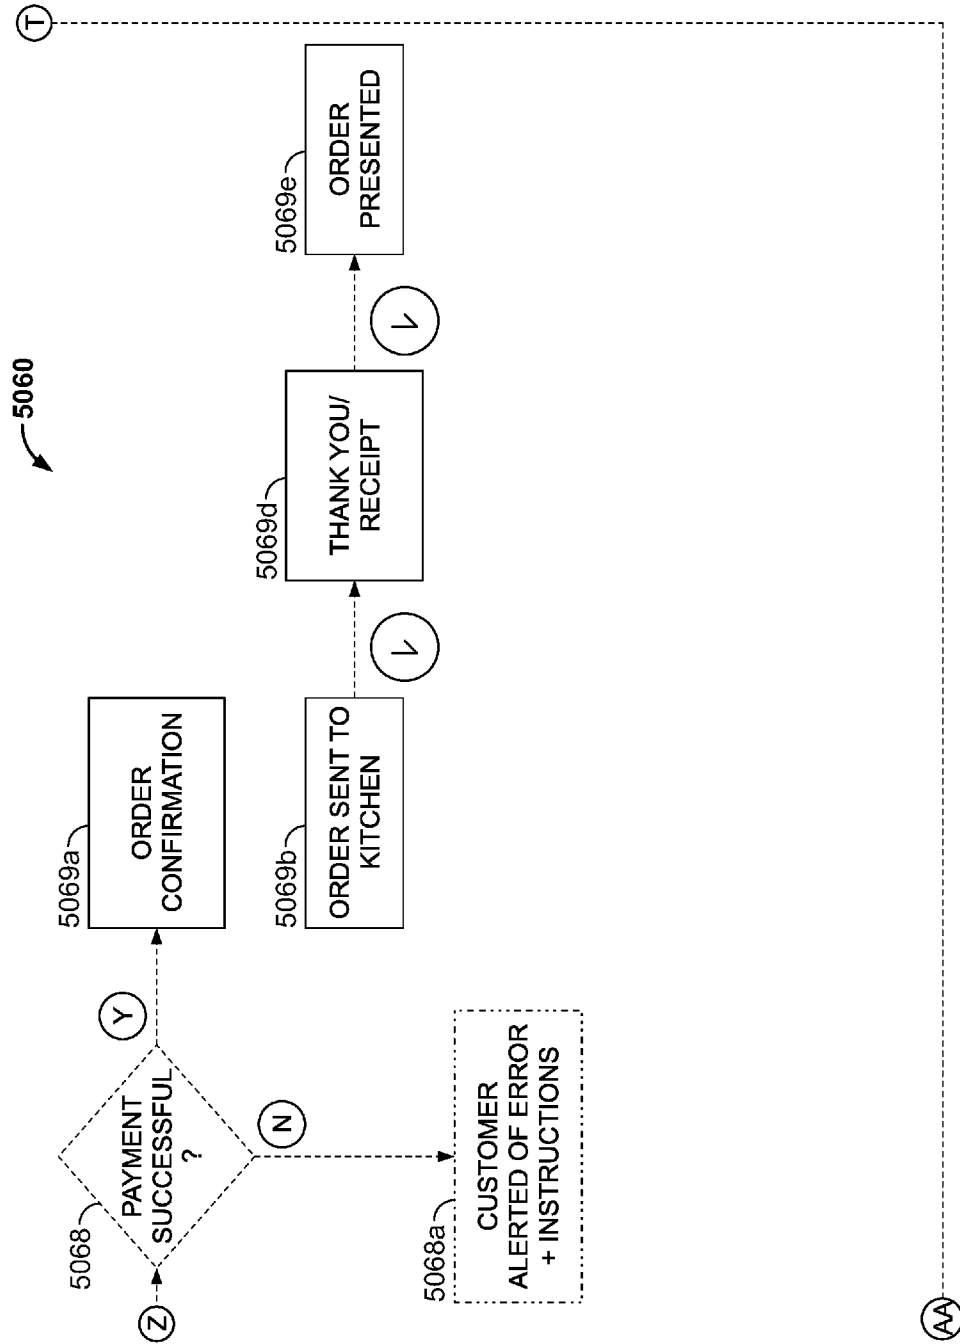 5060
T
Z
5068
PAYMENT
SUCCESSFUL
?
Y
5069a
ORDER
CONFIRMATION
N
5068a
CUSTOMER
ALERTED OF ERROR
+ INSTRUCTIONS
5069b
ORDER SENT TO
KITCHEN
5069d
THANK YOU/
RECEIPT
5069e
ORDER
PRESENTED
AA